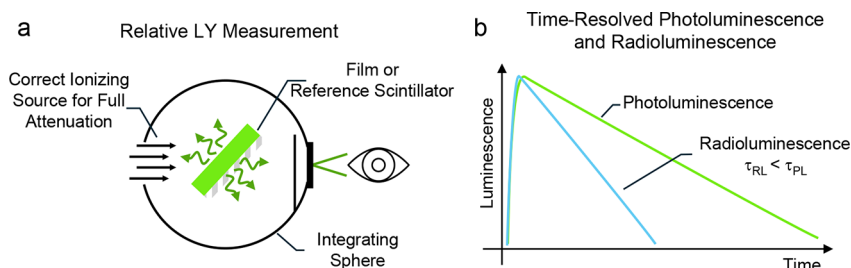 a
Relative LY Measurement
Correct Ionizing
Source for Full
Attenuation
Film or
Reference Scintillator
Integrating
Sphere
b
Time-Resolved Photoluminescence
and Radioluminescence
Luminescence
Photoluminescence
Radioluminescence
τRL < τPL
Time